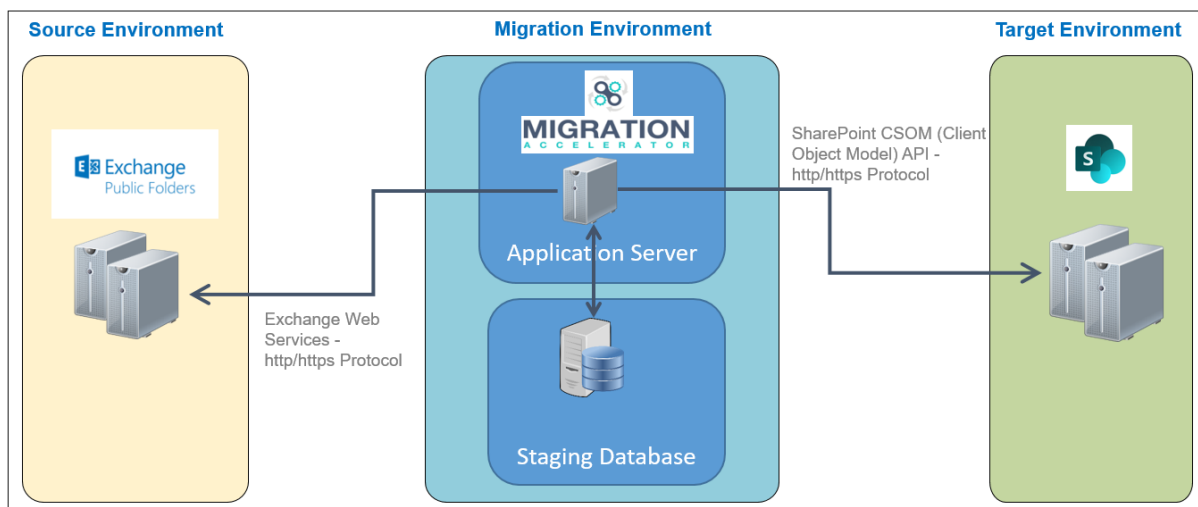 Source Environment
Migration Environment
Target Environment
E
Exchange
Public Folders
MIGRATION
ACCELERATOR
SharePoint CSOM (Client
Object Model) API -
http/https Protocol
S
Application Server
Exchange Web
Services -
http/https Protocol
Staging Database